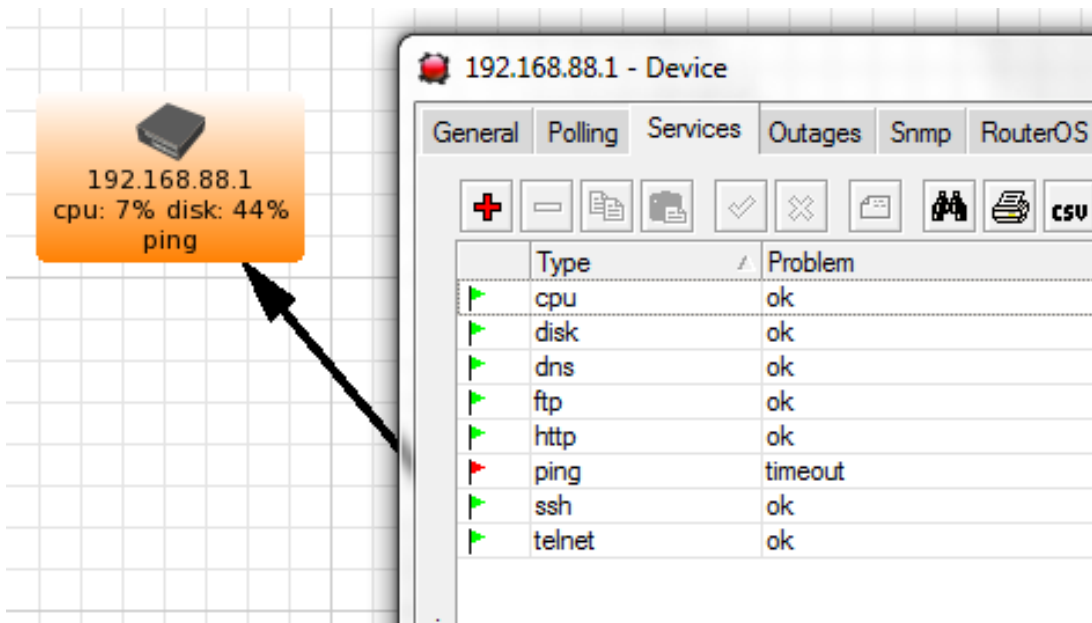 192.168.88.1
cpu: 7% disk: 44%
ping
192.168.88.1 - Device
General Polling Services Outages Snmp RouterOS
csv
Type Problem
cpu ok
disk ok
dns ok
ftp ok
http ok
ping timeout
ssh ok
telnet ok